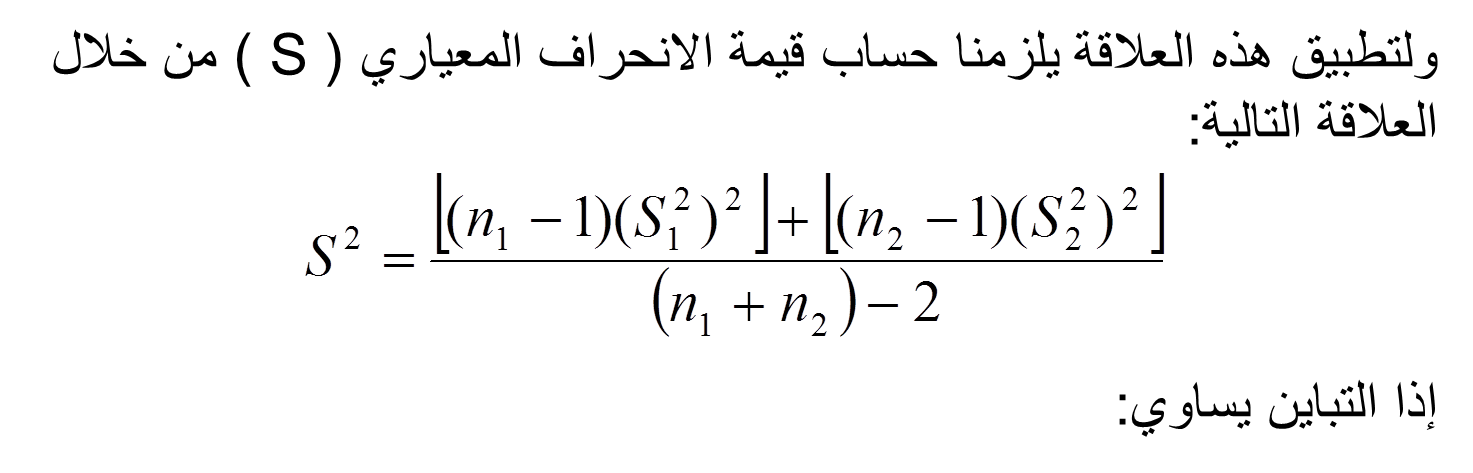 ولتطبيق هذه العلاقة يلزمنا حساب قيمة الانحراف المعياري ( S ) من خلال
العلاقة التالية:
S² = (⌊(n₁ − 1)(S₁²)²⌋ + ⌊(n₂ − 1)(S₂²)²⌋) / ((n₁ + n₂) − 2)
إذا التباين يساوي: